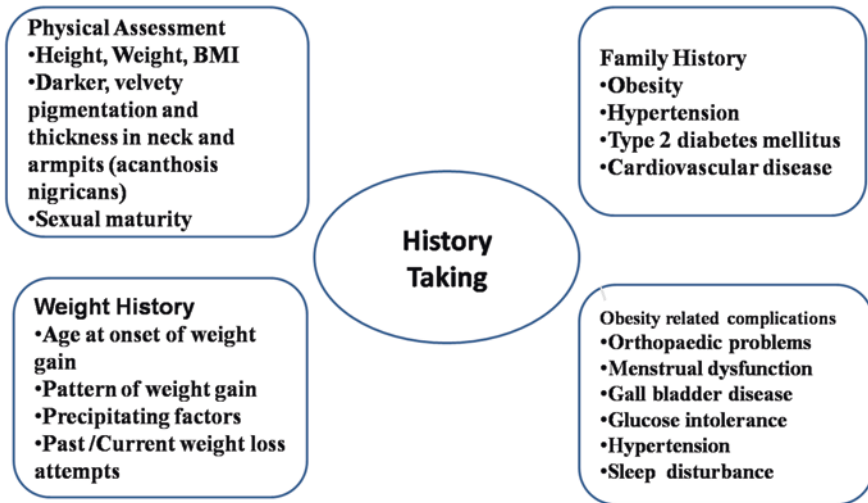 Physical Assessment
•Height, Weight, BMI
•Darker, velvety
pigmentation and
thickness in neck and
armpits (acanthosis
nigricans)
•Sexual maturity
Family History
•Obesity
•Hypertension
•Type 2 diabetes mellitus
•Cardiovascular disease
History
Taking
Weight History
•Age at onset of weight
gain
•Pattern of weight gain
•Precipitating factors
•Past /Current weight loss
attempts
Obesity related complications
•Orthopaedic problems
•Menstrual dysfunction
•Gall bladder disease
•Glucose intolerance
•Hypertension
•Sleep disturbance